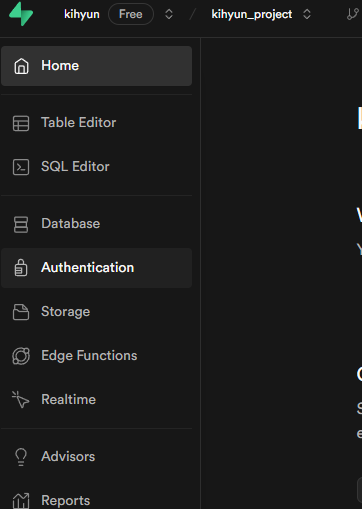 kihyun Free / kihyun_project
Home
Table Editor
SQL Editor
Database
Authentication
Storage
Edge Functions
Realtime
Advisors
Reports